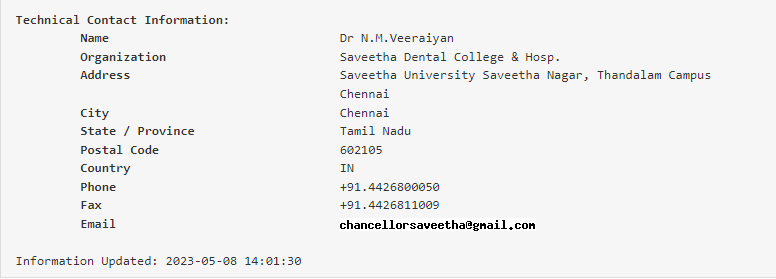 Technical Contact Information:
Name Dr N.M.Veeraiyan
Organization Saveetha Dental College & Hosp.
Address Saveetha University Saveetha Nagar, Thandalam Campus
Chennai
City Chennai
State / Province Tamil Nadu
Postal Code 602105
Country IN
Phone +91.4426800050
Fax +91.4426811009
Email chancellorsaveetha@gmail.com
Information Updated: 2023-05-08 14:01:30